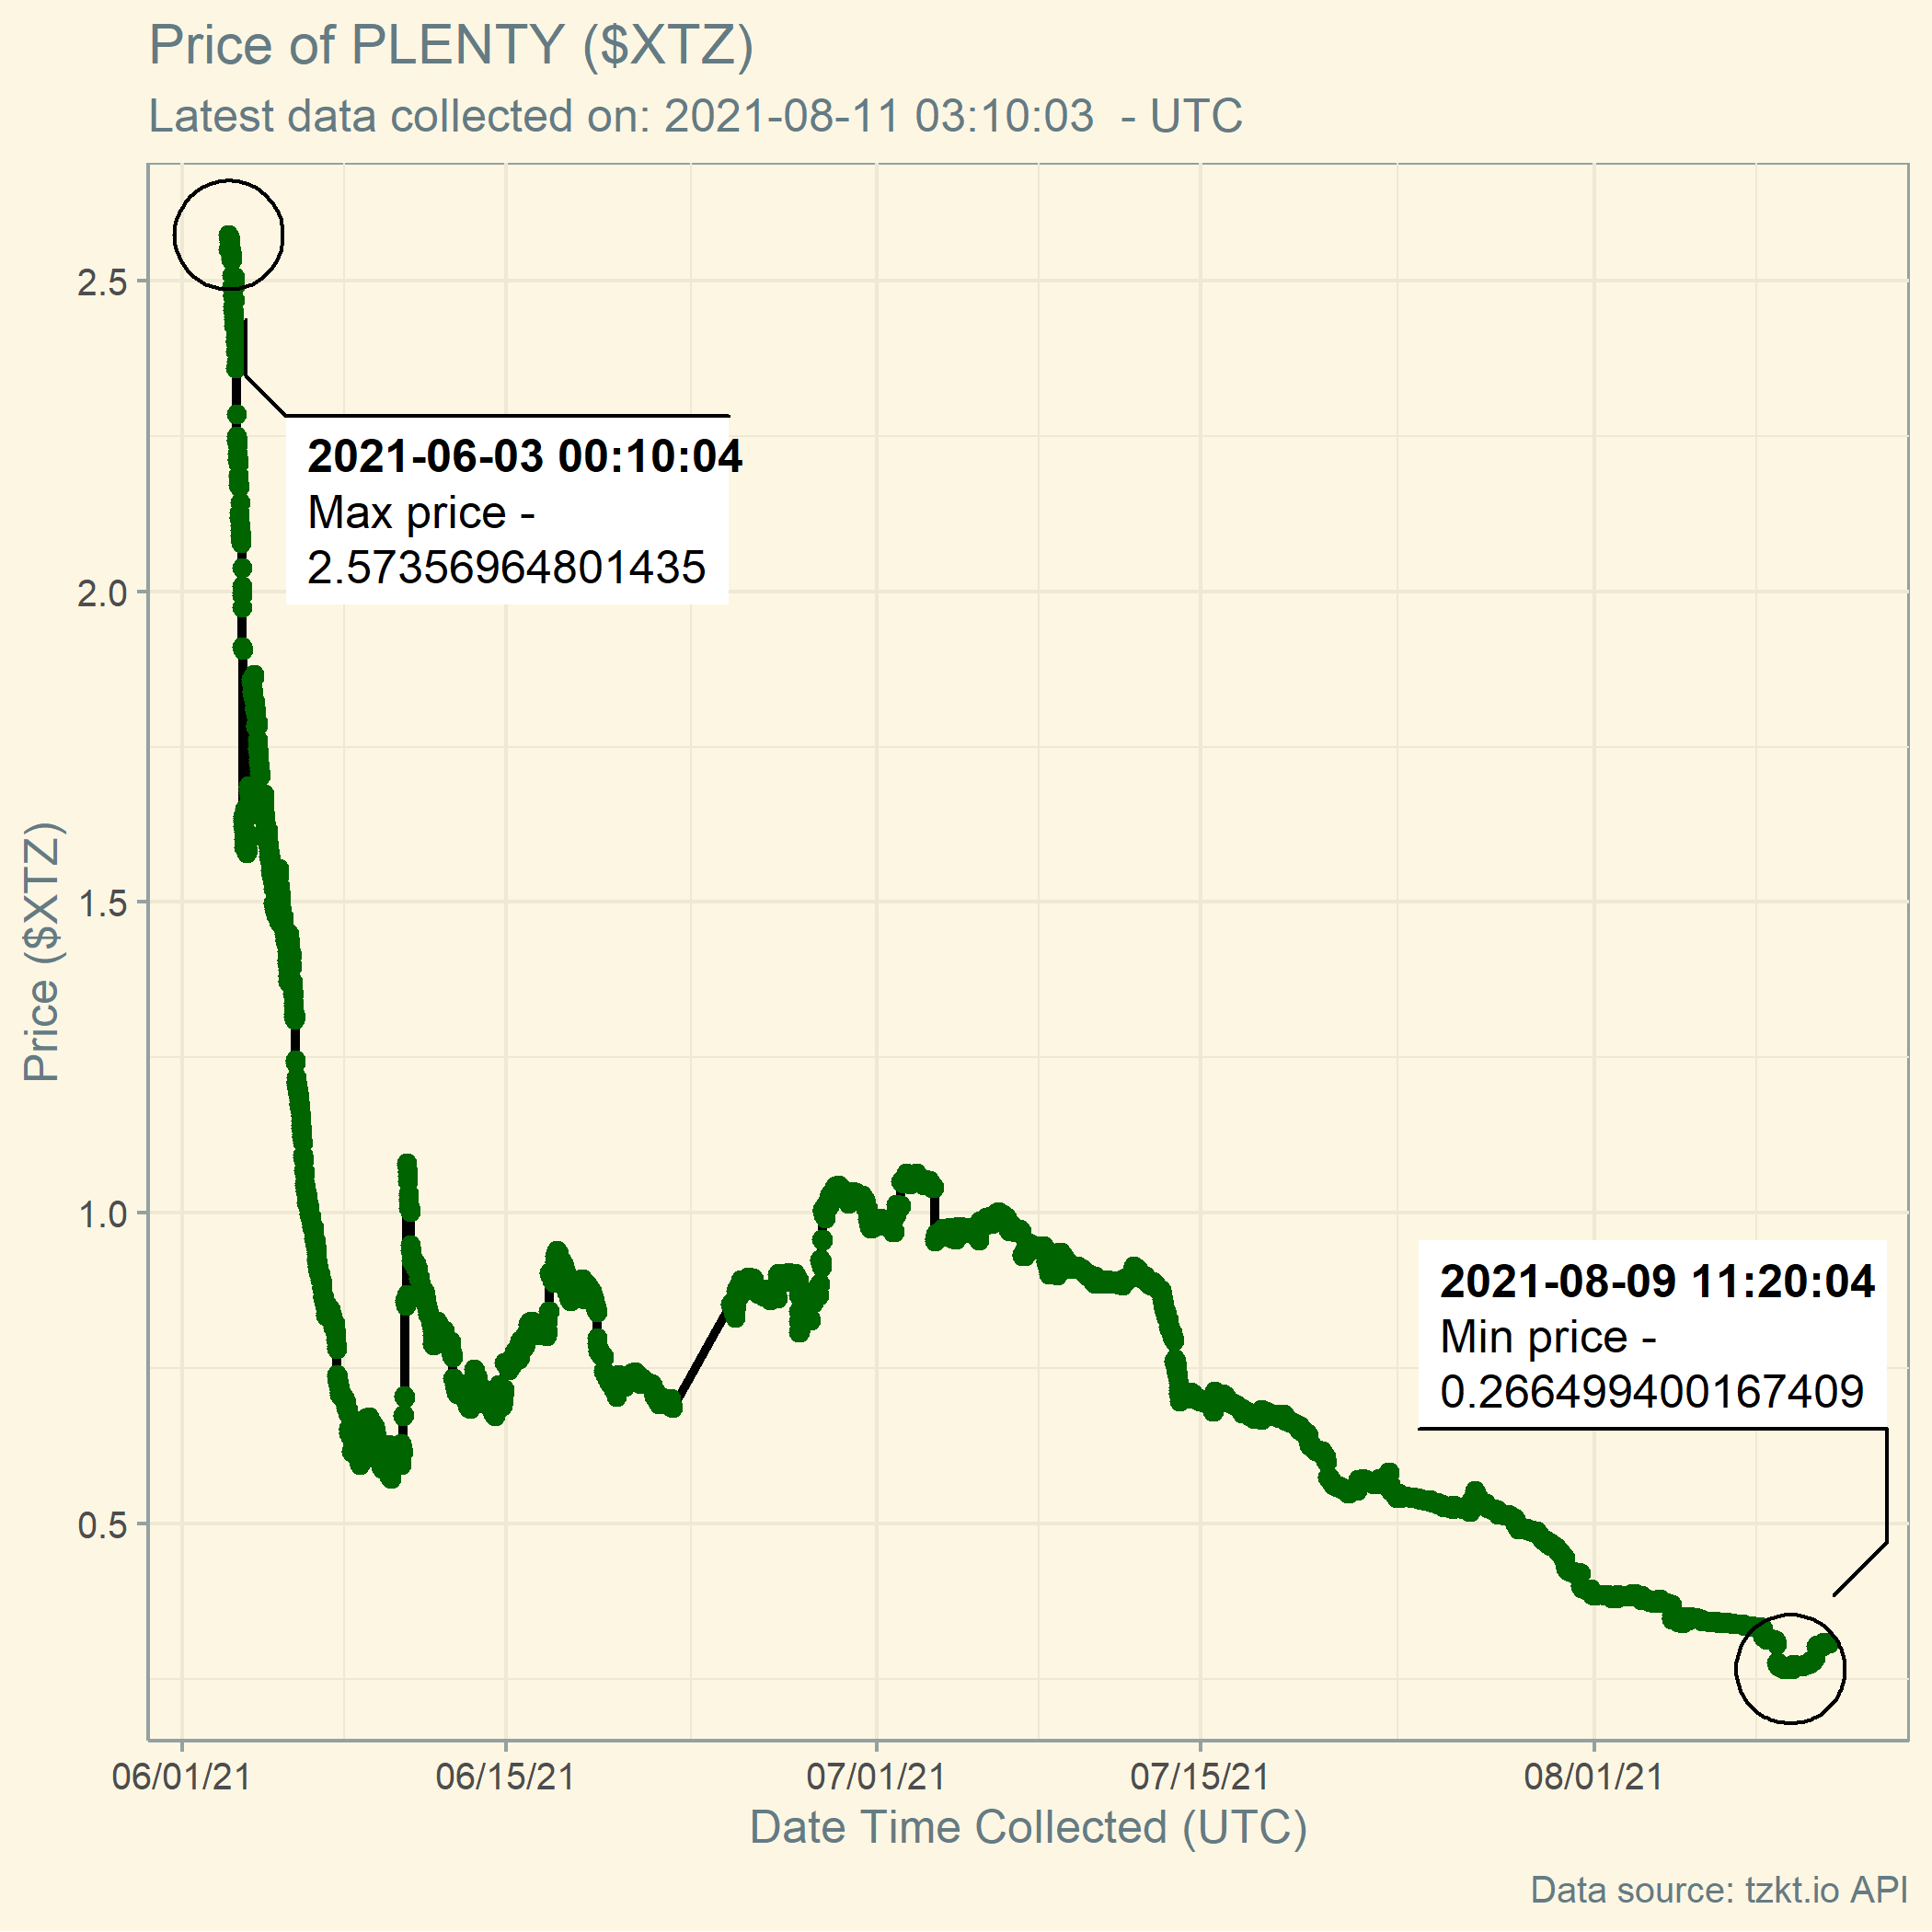 Price of PLENTY ($XTZ)
Latest data collected on: 2021-08-11 03:10:03  - UTC
2.5
2.0
1.5
1.0
0.5
Price ($XTZ)
2021-06-03 00:10:04
Max price -
2.57356964801435
2021-08-09 11:20:04
Min price -
0.266499400167409
06/01/21
06/15/21
07/01/21
07/15/21
08/01/21
Date Time Collected (UTC)
Data source: tzkt.io API